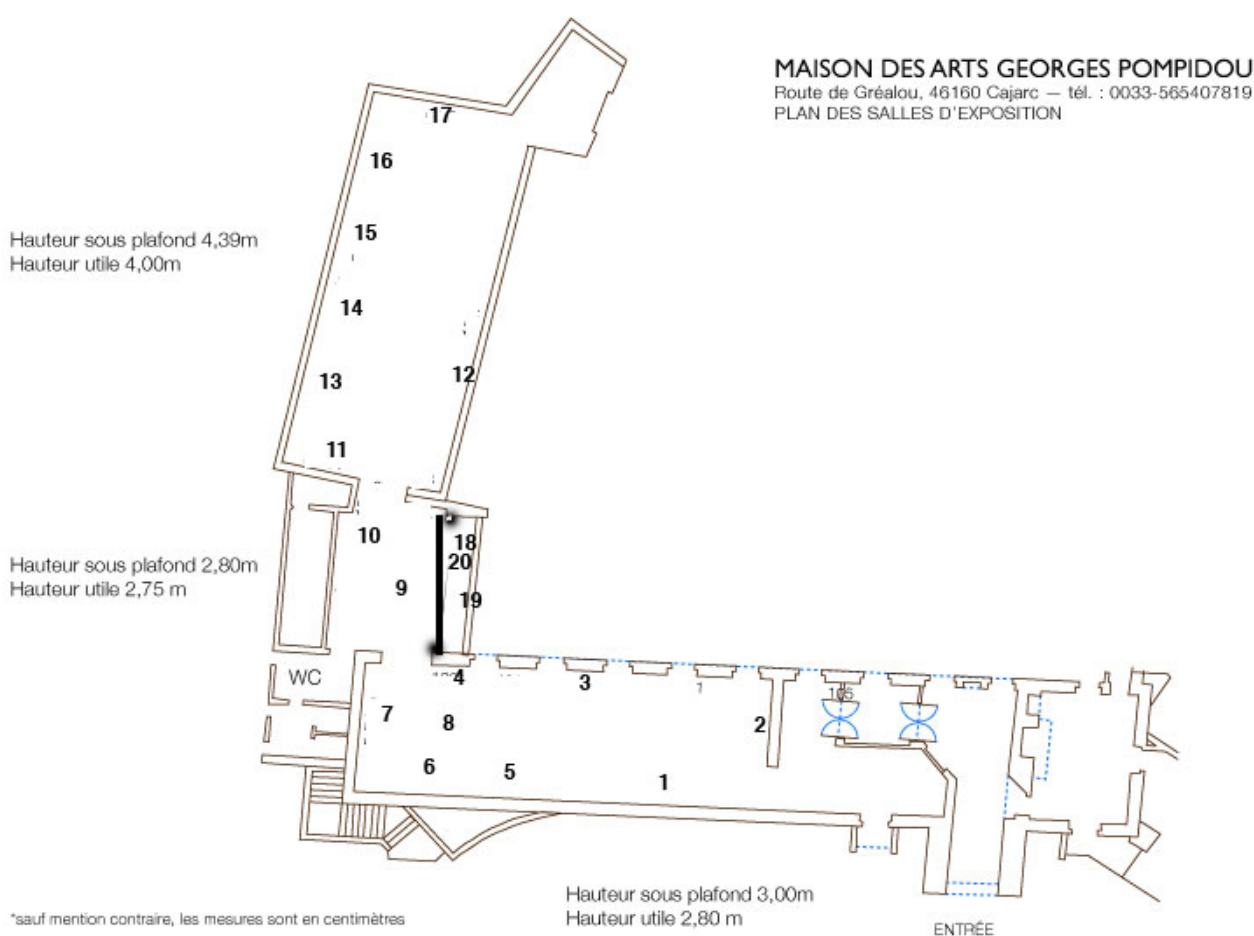 MAISON DES ARTS GEORGES POMPIDOU
Route de Gréalou, 46160 Cajarc — tél. : 0033-565407819
PLAN DES SALLES D'EXPOSITION
17
16
Hauteur sous plafond 4,39m
Hauteur utile 4,00m
15
14
13
12
11
10
18
20
Hauteur sous plafond 2,80m
Hauteur utile 2,75 m
9
19
WC
4
3
1
7
8
2
6
5
1
Hauteur sous plafond 3,00m
Hauteur utile 2,80 m
*sauf mention contraire, les mesures sont en centimètres
ENTRÉE